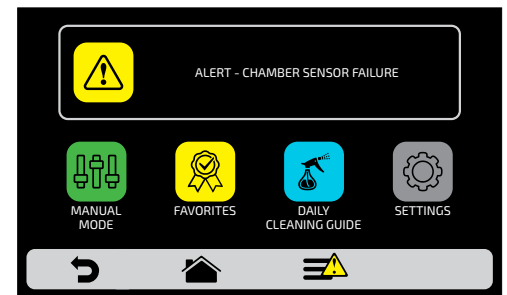 ALERT - CHAMBER SENSOR FAILURE
MANUAL
MODE
FAVORITES
DAILY
CLEANING GUIDE
SETTINGS